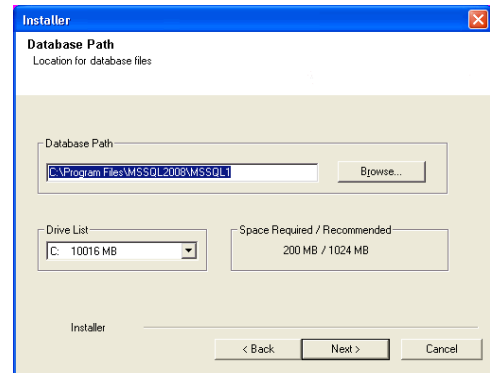 Installer
Database Path
Location for database files
Database Path
C:\Program Files\MSSQL2008\MSSQL1
Browse...
Drive List
Space Required / Recommended
C: 10016 MB
200 MB / 1024 MB
Installer
< Back
Next >
Cancel